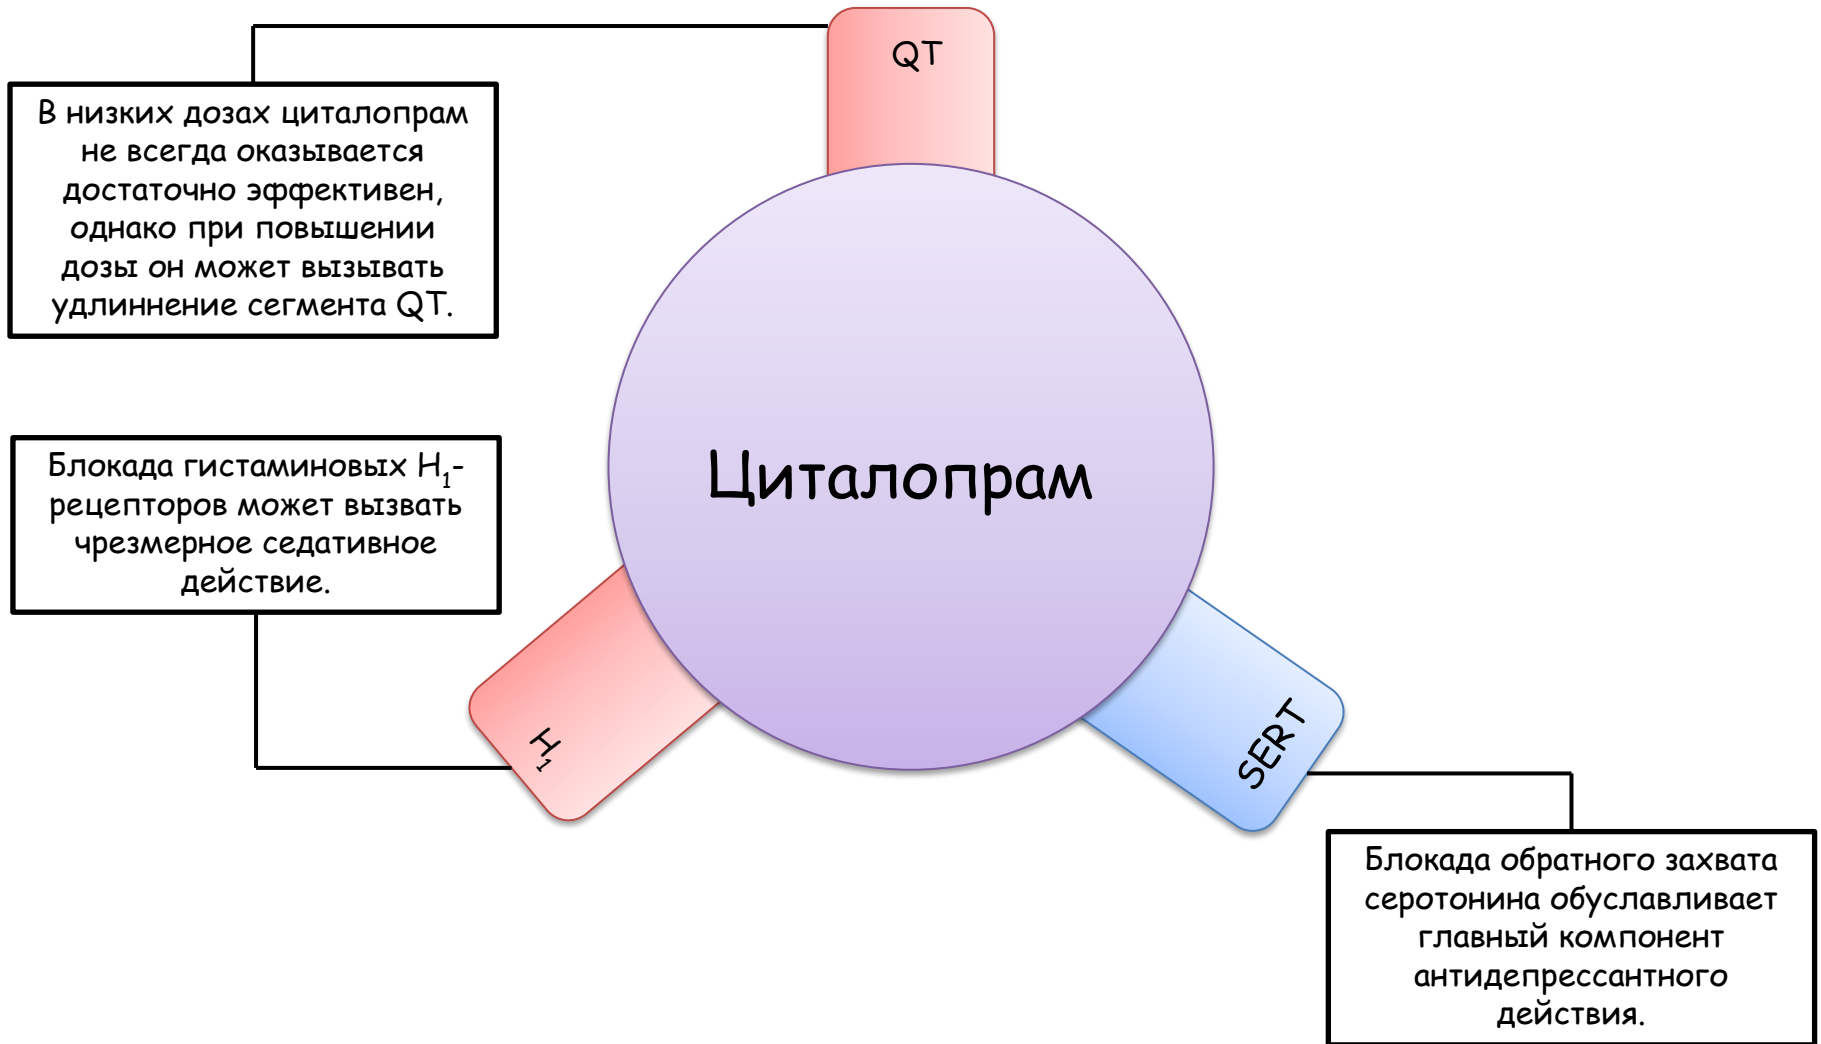 QT
В низких дозах циталопрам
не всегда оказывается
достаточно эффективен,
однако при повышении
дозы он может вызывать
удлиннение сегмента QT.
Циталопрам
Блокада гистаминовых H₁-
рецепторов может вызвать
чрезмерное седативное
действие.
H₁
SERT
Блокада обратного захвата
серотонина обуславливает
главный компонент
антидепрессантного
действия.